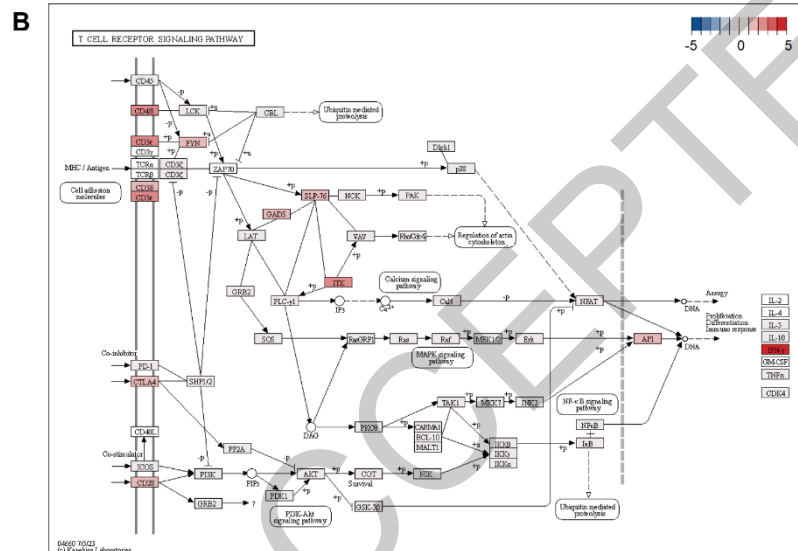 B
T CELL RECEPTOR SIGNALING PATHWAY
-5 0 5
CD45
CD4/8
LCK
CBL
Ubiquitin mediated
proteolysis
CD3ε
FYN
CD3γ
MHC / Antigen
TCRα
TCRβ
CD3ζ
CD3ζ
ZAP70
Dlgh1
p38
Cell adhesion
molecules
CD3δ
CD3ε
SLP-76
NCK
PAK
GADS
LAT
VAV
Rho/Cdc42
Regulation of actin
cytoskeleton
ITK
GRB2
Calcium signaling
pathway
PLC-γ1
IP3
Ca2+
CaN
NFAT
DNA
Anergy
Proliferation
Differentiation
Immune response
SOS
RasGRP1
Ras
Raf
MEK1/2
Erk
AP1
DNA
MAPK signaling
pathway
IL-2
IL-4
IL-5
IL-10
IFN-γ
GM-CSF
TNFα
CDK4
Co-inhibitor
PD-1
CTLA4
SHP1/2
DAG
PKCθ
TAK1
MKK7
JNK2
CARMA1
BCL-10
MALT1
NF-κB signaling
pathway
NFκB
IκB
IKKβ
IKKγ
IKKα
CD40L
Co-stimulator
ICOS
CD28
PP2A
PI3K
PIP3
PDK1
AKT
COT
NIK
Survival
GRB2
?
GSK-3β
PI3K-Akt
signaling pathway
Ubiquitin mediated
proteolysis
+p
-p
+u
04660 7/5/23
(c) Kanehisa Laboratories
CCEPTE